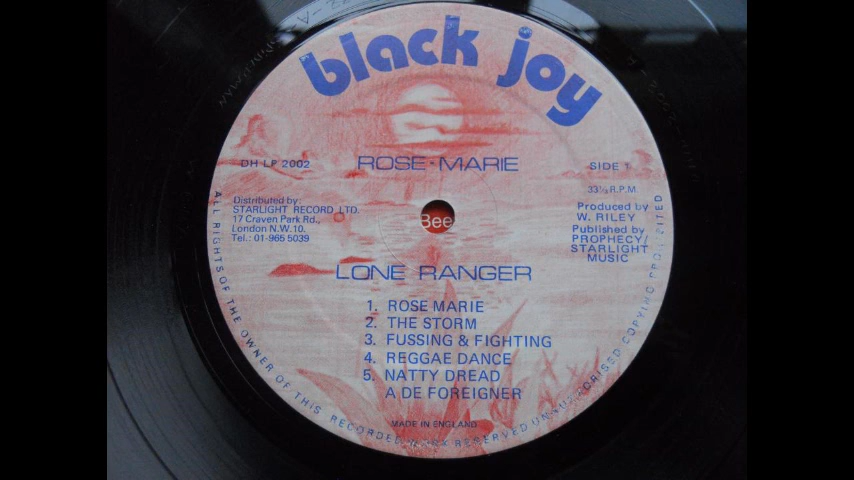 black joy
DH LP 2002
ROSE·MARIE
SIDE 1
33⅓ R.P.M.
Distributed by:
STARLIGHT RECORD LTD.
17 Craven Park Rd.,
London N.W.10.
Tel.: 01-965 5039
Produced by
W. RILEY
Published by
PROPHECY/
STARLIGHT
MUSIC
Bee
LONE RANGER
1. ROSE MARIE
2. THE STORM
3. FUSSING & FIGHTING
4. REGGAE DANCE
5. NATTY DREAD
A DE FOREIGNER
MADE IN ENGLAND
ALL RIGHTS OF THE OWNER OF THIS RECORDED WORK RESERVED COPYING